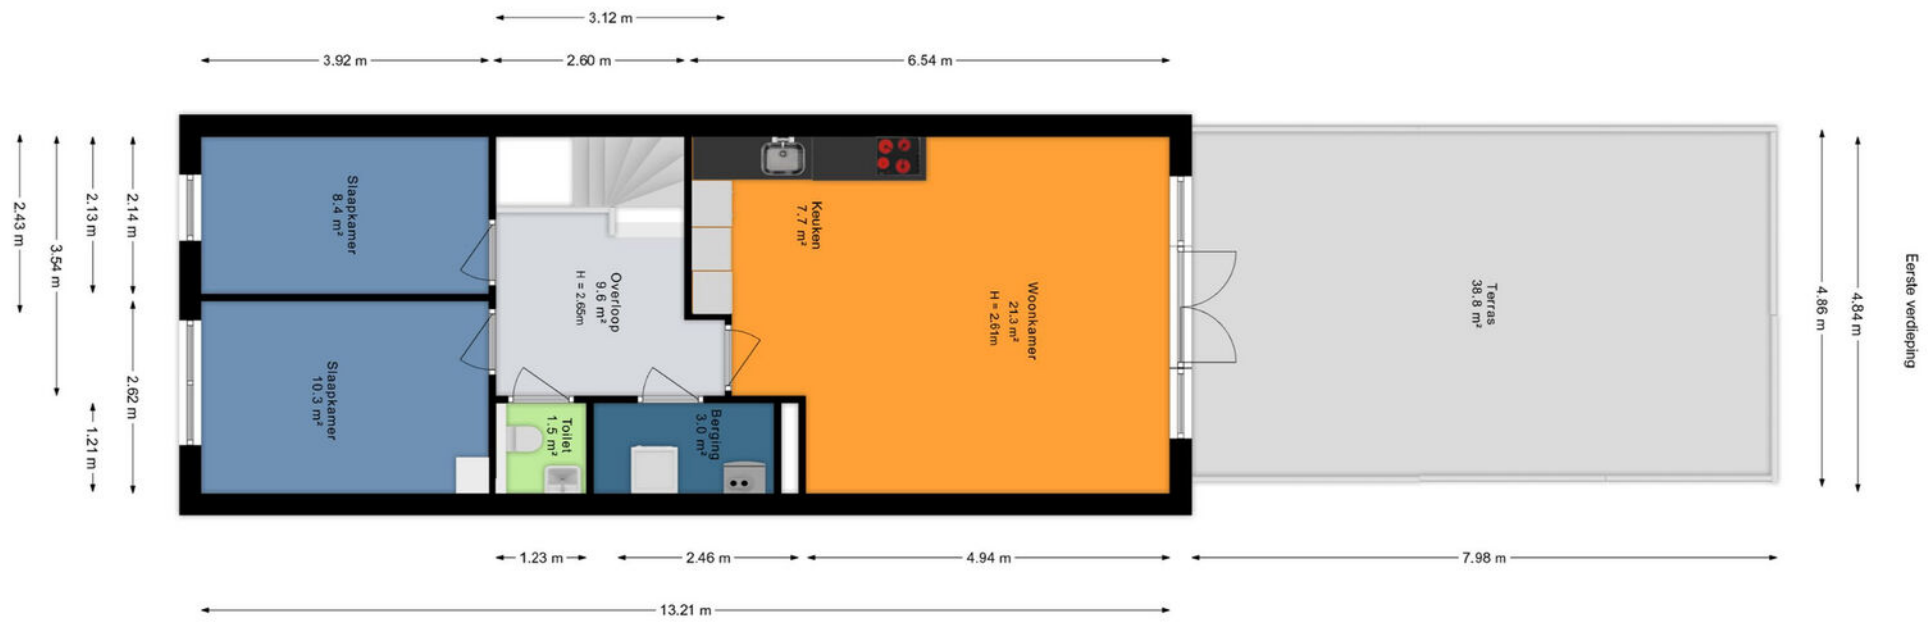 3.12 m
3.92 m
2.60 m
6.54 m
2.43 m
3.54 m
2.13 m
2.14 m
2.62 m
1.21 m
Slaapkamer
8.4 m²
Slaapkamer
10.3 m²
Overloop
9.6 m²
H = 2.65m
Keuken
7.7 m²
Woonkamer
21.3 m²
H = 2.61m
Toilet
1.5 m²
Berging
3.0 m²
Terras
38.8 m²
4.86 m
4.84 m
Eerste verdieping
1.23 m
2.46 m
4.94 m
7.98 m
13.21 m